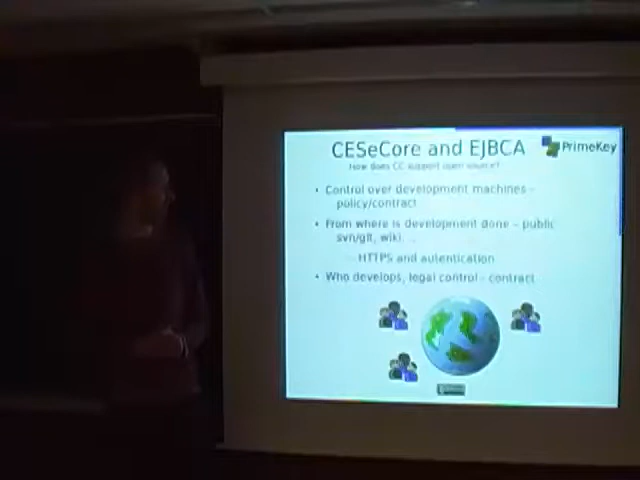 CESeCore and EJBCA
PrimeKey
How does CC support open source?
• Control over development machines –
policy/contract
• From where is development done – public
svn/git, wiki...
– HTTPS and autentication
• Who develops, legal control - contract